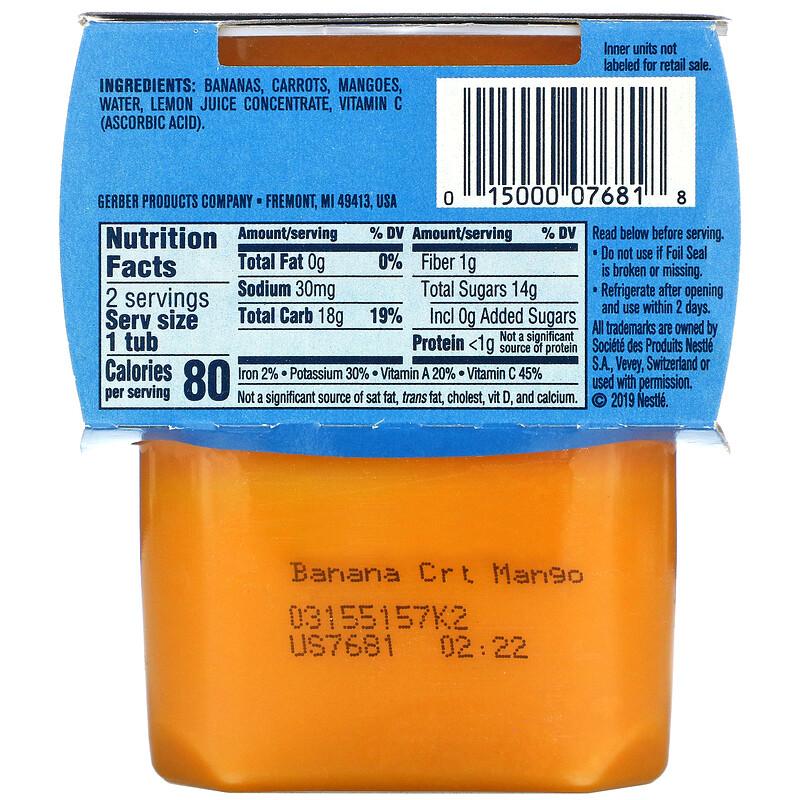 Inner units not
labeled for retail sale.
INGREDIENTS: BANANAS, CARROTS, MANGOES,
WATER, LEMON JUICE CONCENTRATE, VITAMIN C
(ASCORBIC ACID).
0 15000 07681 8
GERBER PRODUCTS COMPANY • FREMONT, MI 49413, USA
Nutrition
Facts
2 servings
Serv size
1 tub
Calories
per serving 80
Amount/serving % DV
Total Fat 0g 0%
Sodium 30mg
Total Carb 18g 19%
Amount/serving % DV
Fiber 1g
Total Sugars 14g
Incl 0g Added Sugars
Protein <1g Not a significant
source of protein
Iron 2% • Potassium 30% • Vitamin A 20% • Vitamin C 45%
Not a significant source of sat fat, trans fat, cholest, vit D, and calcium.
Read below before serving.
• Do not use if Foil Seal
is broken or missing.
• Refrigerate after opening
and use within 2 days.
All trademarks are owned by
Société des Produits Nestlé
S.A., Vevey, Switzerland or
used with permission.
© 2019 Nestlé.
Banana Crt Mango
03155157K2
US7681 02:22